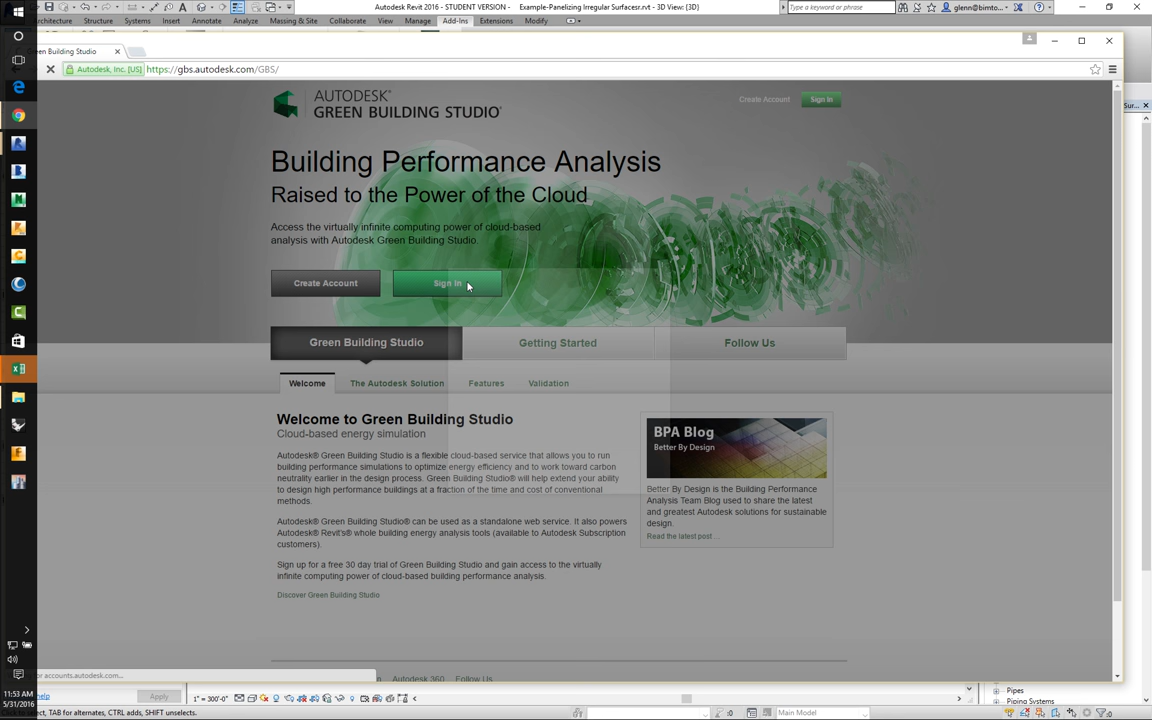 Autodesk Revit 2016 - STUDENT VERSION - Example-Panelizing Irregular Surfaces.rvt - 3D View: {3D}
Type a keyword or phrase
glenn@bimto...
Structure Systems Insert Annotate Analyze Massing & Site Collaborate View Manage Add-Ins Extensions Modify
Green Building Studio
Autodesk, Inc. [US] https://gbs.autodesk.com/GBS/
AUTODESK®
GREEN BUILDING STUDIO®
Create Account Sign In
Building Performance Analysis
Raised to the Power of the Cloud
Access the virtually infinite computing power of cloud-based
analysis with Autodesk Green Building Studio.
Create Account Sign In
Green Building Studio Getting Started Follow Us
Welcome The Autodesk Solution Features Validation
Welcome to Green Building Studio
Cloud-based energy simulation
Autodesk® Green Building Studio® is a flexible cloud-based service that allows you to run
building performance simulations to optimize energy efficiency and to work toward carbon
neutrality earlier in the design process. Green Building Studio® will help extend your ability
to design high performance buildings at a fraction of the time and cost of conventional
methods.
Autodesk® Green Building Studio® can be used as a standalone web service. It also powers
Autodesk® Revit's® whole building energy analysis tools (available to Autodesk Subscription
customers).
Sign up for a free 30 day trial of Green Building Studio and gain access to the virtually
infinite computing power of cloud-based building performance analysis.
Discover Green Building Studio
BPA Blog
Better By Design
Better By Design is the Building Performance
Analysis Team Blog used to share the latest
and greatest Autodesk solutions for sustainable
design.
Read the latest post ...
Autodesk 360 Follow Us
or accounts.autodesk.com...
help Apply
1" = 300'-0"
Pipes
Piping Systems
11:53 AM
5/31/2016
select, TAB for alternates, CTRL adds, SHIFT unselects.
:0 Main Model :0